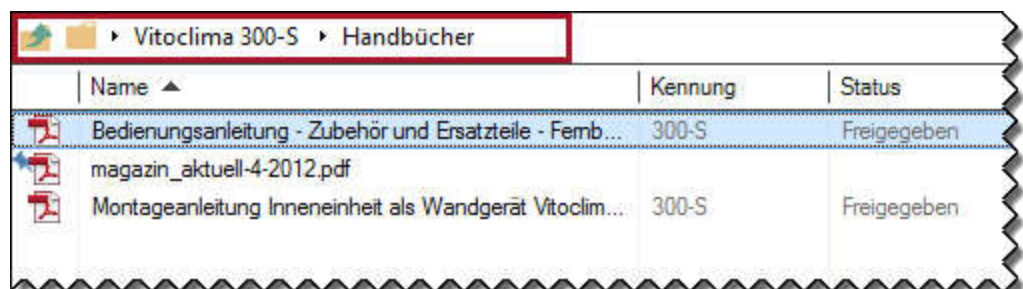 Vitoclima 300-S Handbücher
Name Kennung Status
Bedienungsanleitung - Zubehör und Ersatzteile - Fernb... 300-S Freigegeben
magazin_aktuell-4-2012.pdf
Montageanleitung Inneneinheit als Wandgerät Vitoclim... 300-S Freigegeben